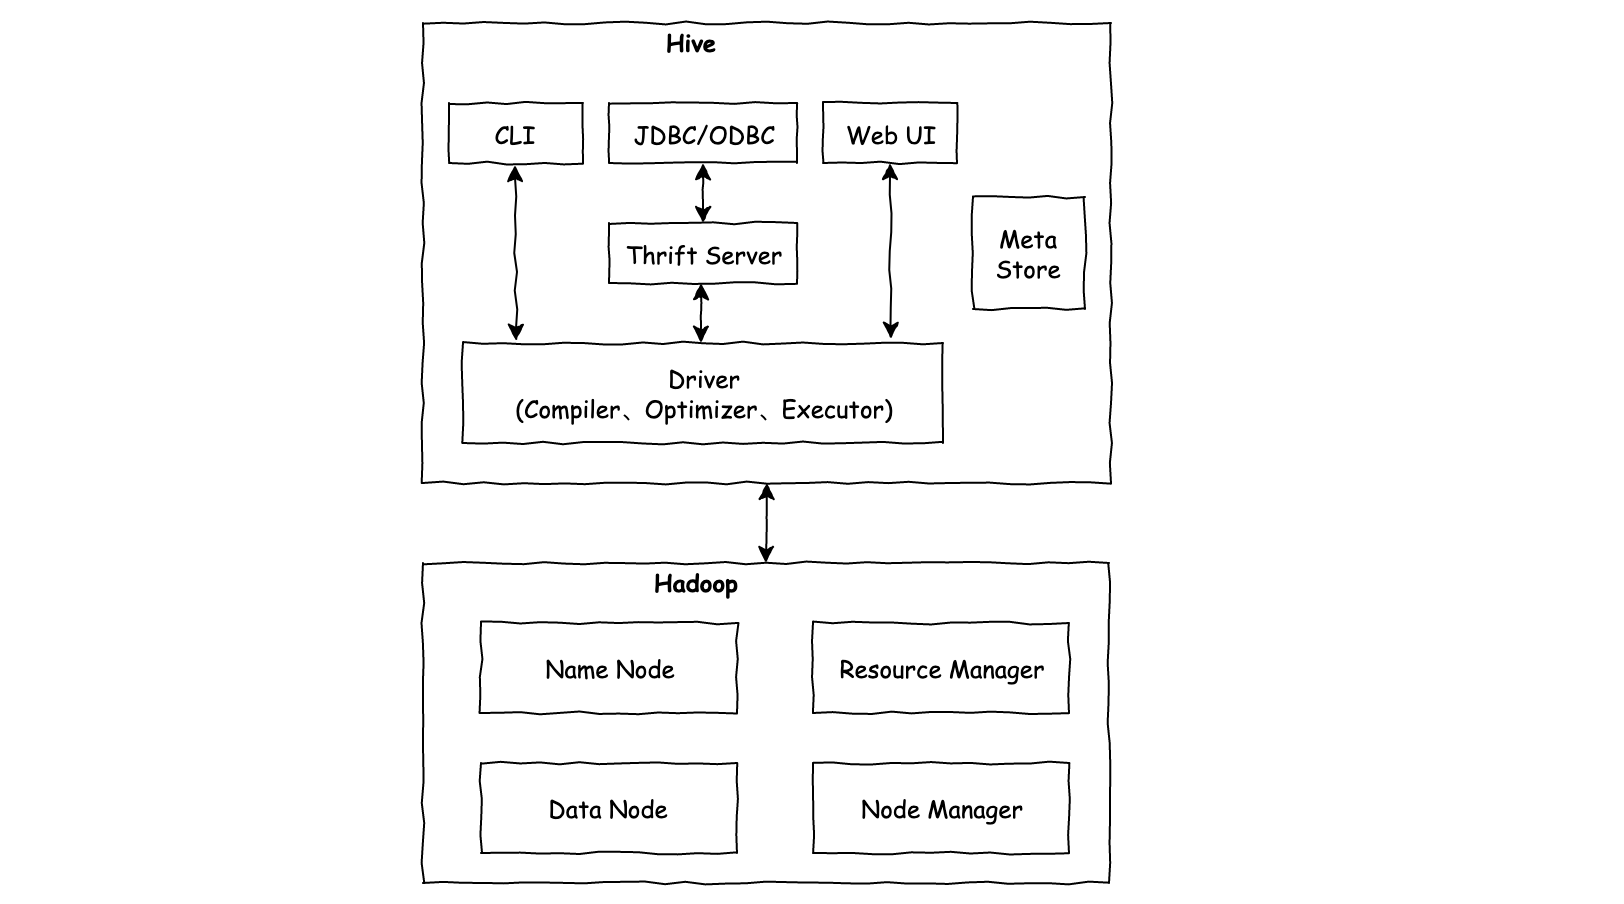 Hive
CLI
JDBC/ODBC
Web UI
Thrift Server
Meta
Store
Driver
(Compiler、Optimizer、Executor)
Hadoop
Name Node
Resource Manager
Data Node
Node Manager